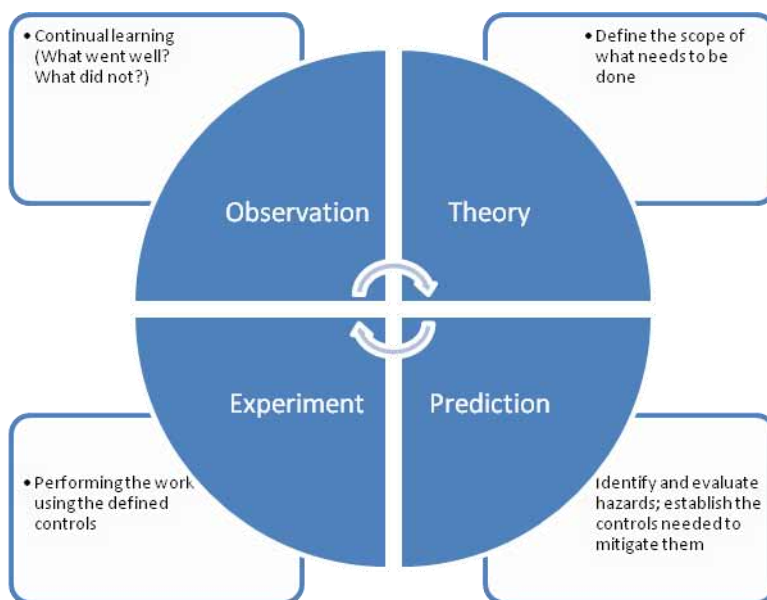 • Continual learning
(What went well?
What did not?)
• Define the scope of
what needs to be
done
Observation
Theory
Experiment
Prediction
• Performing the work
using the defined
controls
Identify and evaluate
hazards; establish the
controls needed to
mitigate them